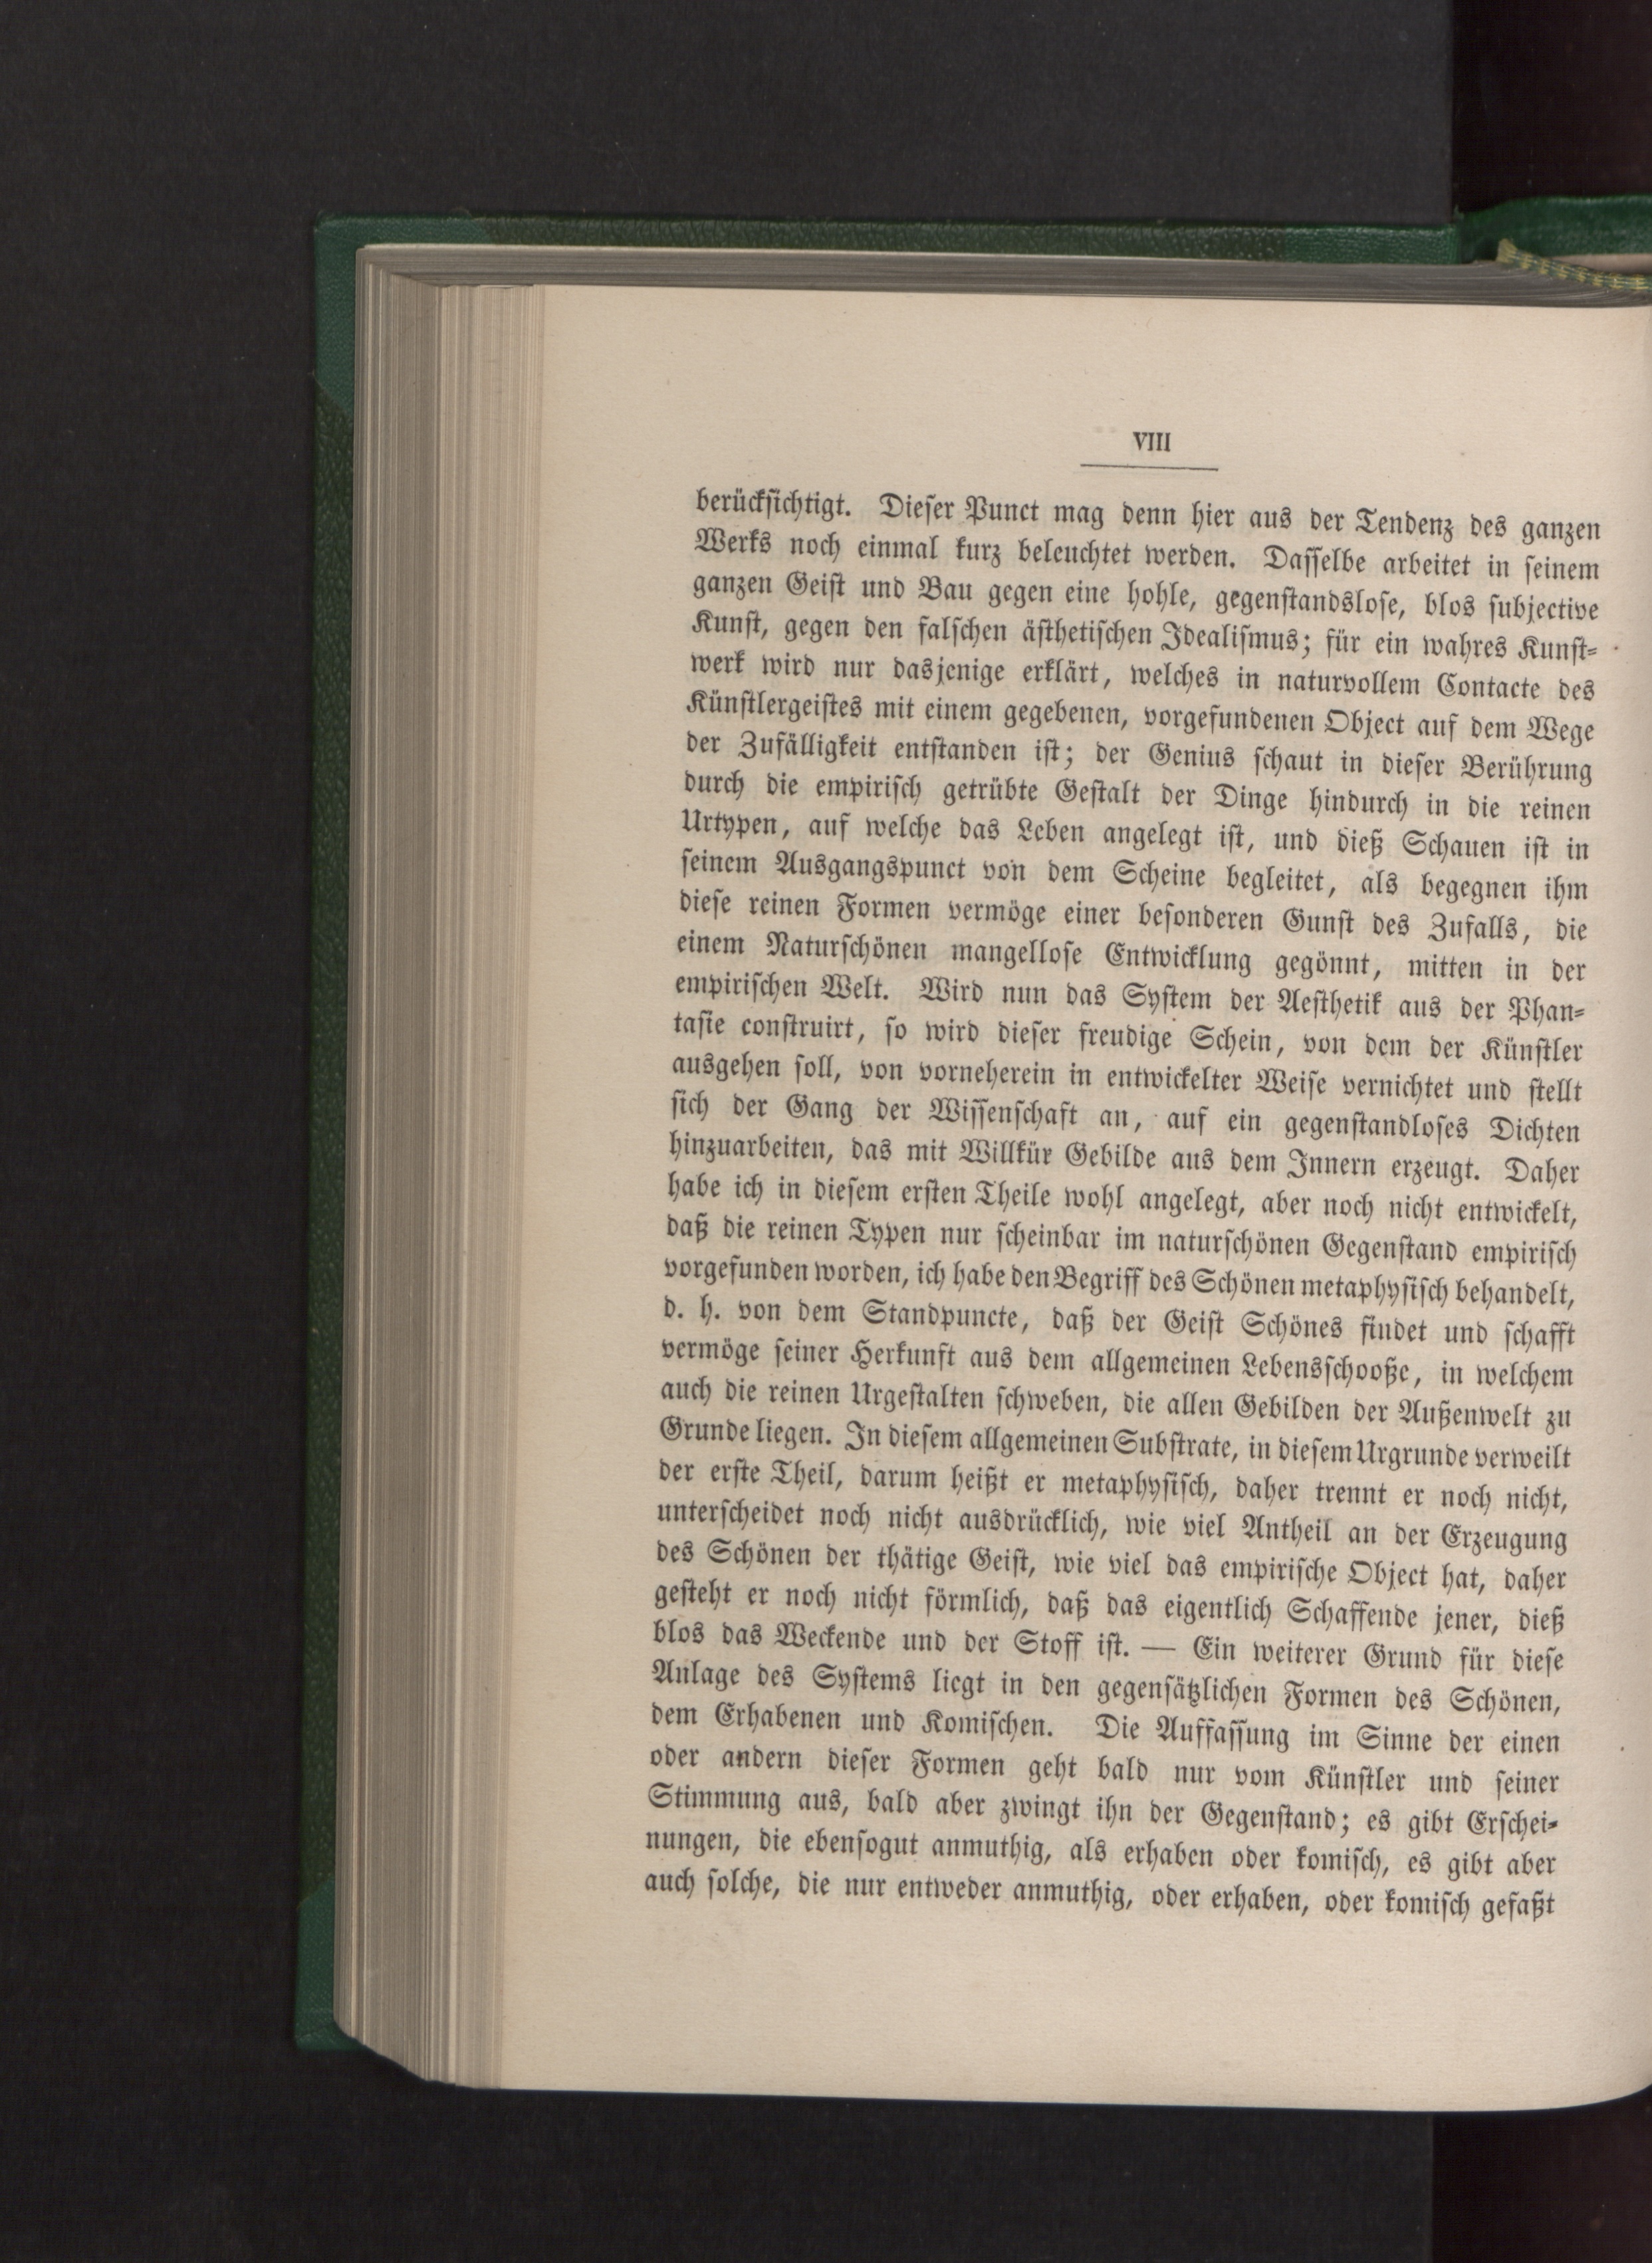 VIII
berücksichtigt. Dieser Punct mag denn hier aus der Tendenz des ganzen
Werks noch einmal kurz beleuchtet werden. Dasselbe arbeitet in seinem
ganzen Geist und Bau gegen eine hohle, gegenstandslose, blos subjective
Kunst, gegen den falschen ästhetischen Idealismus; für ein wahres Kunst-
werk wird nur dasjenige erklärt, welches in naturvollem Contacte des
Künstlergeistes mit einem gegebenen, vorgefundenen Object auf dem Wege
der Zufälligkeit entstanden ist; der Genius schaut in dieser Berührung
durch die empirisch getrübte Gestalt der Dinge hindurch in die reinen
Urtypen, auf welche das Leben angelegt ist, und dieß Schauen ist in
seinem Ausgangspunct von dem Scheine begleitet, als begegnen ihm
diese reinen Formen vermöge einer besonderen Gunst des Zufalls, die
einem Naturschönen mangellose Entwicklung gegönnt, mitten in der
empirischen Welt. Wird nun das System der Aesthetik aus der Phan-
tasie construirt, so wird dieser freudige Schein, von dem der Künstler
ausgehen soll, von vorneherein in entwickelter Weise vernichtet und stellt
sich der Gang der Wissenschaft an, auf ein gegenstandloses Dichten
hinzuarbeiten, das mit Willkür Gebilde aus dem Innern erzeugt. Daher
habe ich in diesem ersten Theile wohl angelegt, aber noch nicht entwickelt,
daß die reinen Typen nur scheinbar im naturschönen Gegenstand empirisch
vorgefunden worden, ich habe den Begriff des Schönen metaphysisch behandelt,
d. h. von dem Standpuncte, daß der Geist Schönes findet und schafft
vermöge seiner Herkunft aus dem allgemeinen Lebensschooße, in welchem
auch die reinen Urgestalten schweben, die allen Gebilden der Außenwelt zu
Grunde liegen. In diesem allgemeinen Substrate, in diesem Urgrunde verweilt
der erste Theil, darum heißt er metaphysisch, daher trennt er noch nicht,
unterscheidet noch nicht ausdrücklich, wie viel Antheil an der Erzeugung
des Schönen der thätige Geist, wie viel das empirische Object hat, daher
gesteht er noch nicht förmlich, daß das eigentlich Schaffende jener, dieß
blos das Weckende und der Stoff ist. — Ein weiterer Grund für diese
Anlage des Systems liegt in den gegensätzlichen Formen des Schönen,
dem Erhabenen und Komischen. Die Auffassung im Sinne der einen
oder andern dieser Formen geht bald nur vom Künstler und seiner
Stimmung aus, bald aber zwingt ihn der Gegenstand; es gibt Erschei-
nungen, die ebensogut anmuthig, als erhaben oder komisch, es gibt aber
auch solche, die nur entweder anmuthig, oder erhaben, oder komisch gefaßt